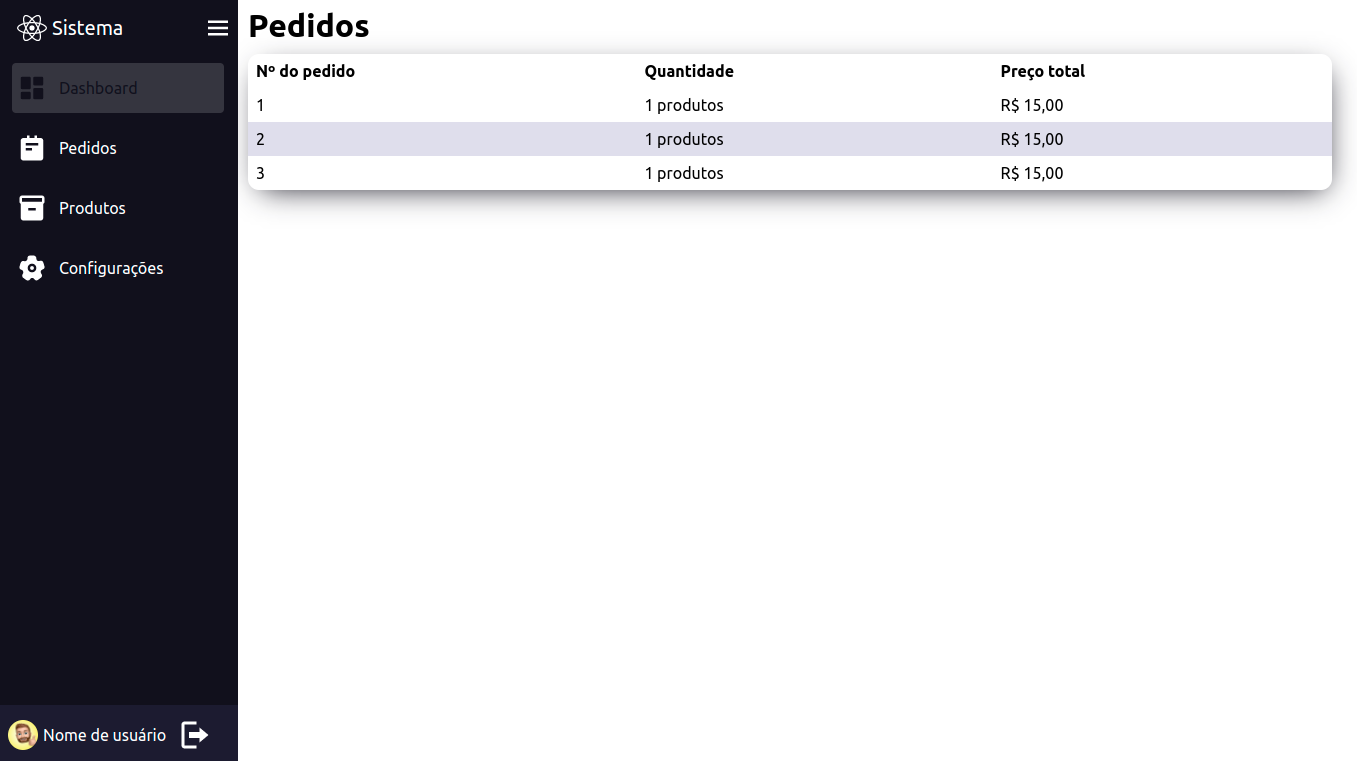 Sistema
Dashboard
Pedidos
Produtos
Configurações
Nome de usuário
Pedidos
Nº do pedido Quantidade Preço total
1 1 produtos R$ 15,00
2 1 produtos R$ 15,00
3 1 produtos R$ 15,00